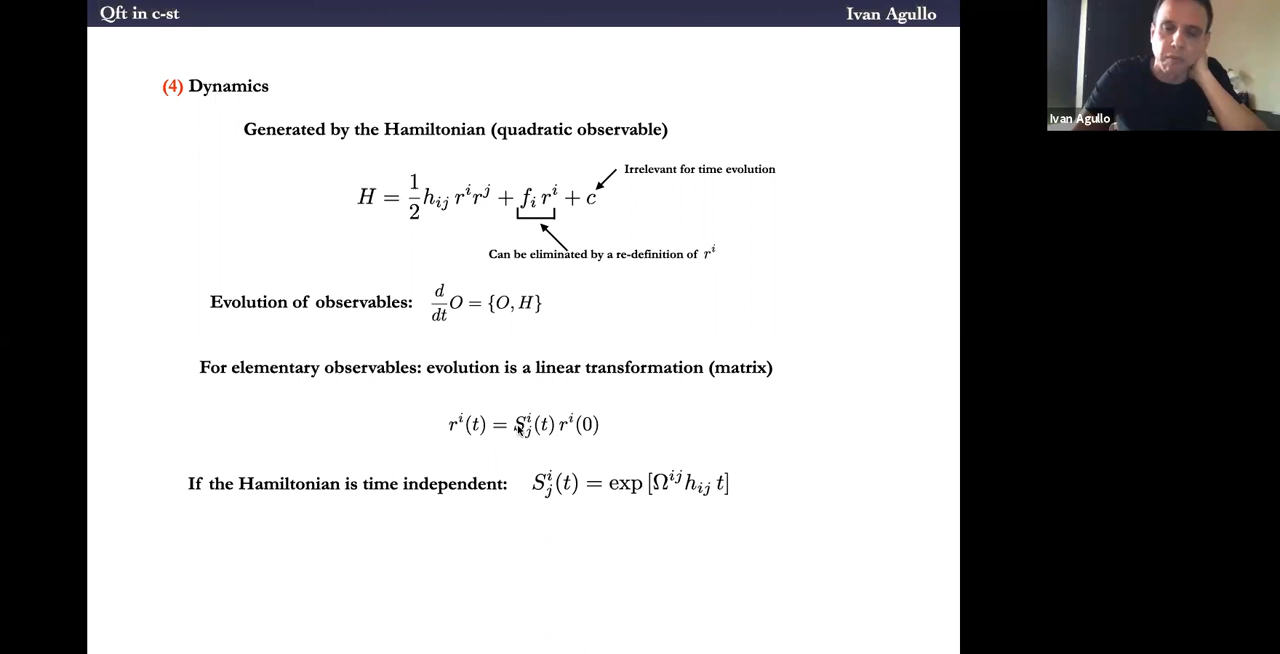 Qft in c-st
Ivan Agullo
(4) Dynamics
Generated by the Hamiltonian (quadratic observable)
Irrelevant for time evolution
H = \frac{1}{2} h_{ij} r^i r^j + f_i r^i + c
Can be eliminated by a re-definition of r^i
Evolution of observables: \frac{d}{dt} O = \{O, H\}
For elementary observables: evolution is a linear transformation (matrix)
r^i(t) = S^i_j(t) r^i(0)
If the Hamiltonian is time independent: S^i_j(t) = \exp [Ω^{ij} h_{ij} t]
Ivan Agullo